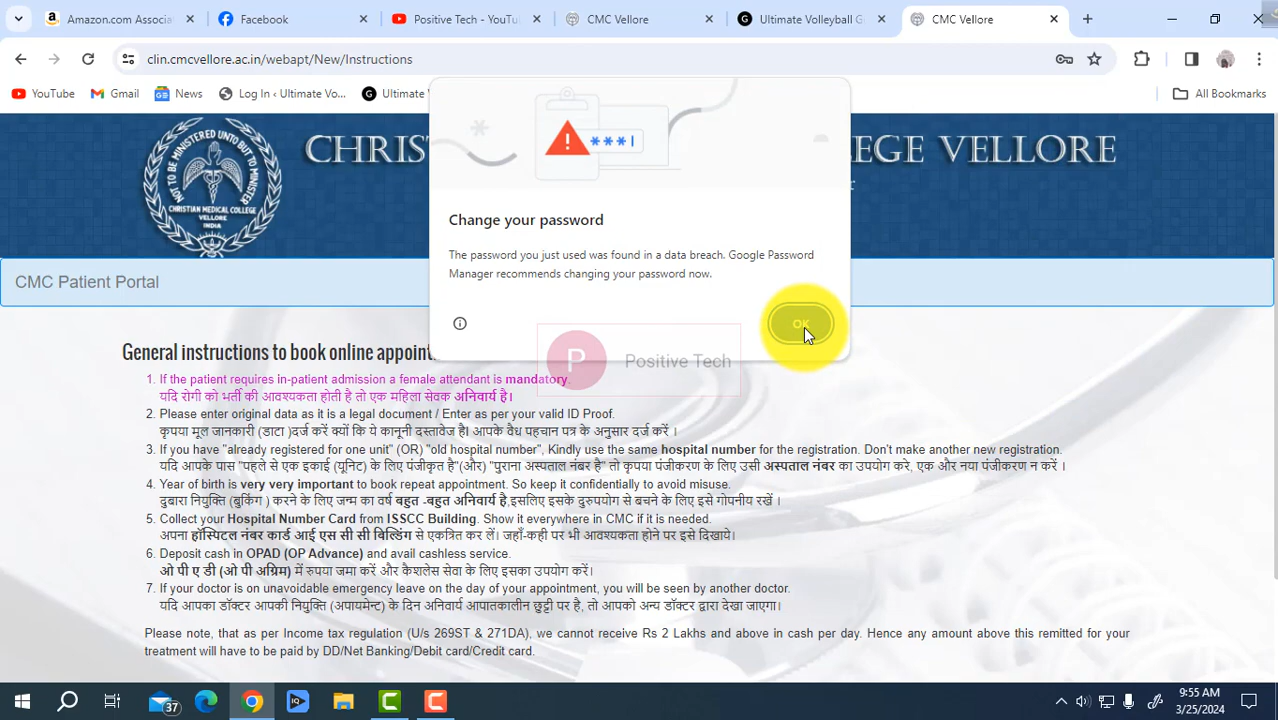 Amazon.com Associa
Facebook
Positive Tech - YouTu
CMC Vellore
Ultimate Volleyball G
CMC Vellore
clin.cmcvellore.ac.in/webapt/New/Instructions
YouTube
Gmail
News
Log In ‹ Ultimate Vo...
Ultimate
All Bookmarks
CHRIST
EGE VELLORE
NOT TO BE MINISTERED UNTO BUT TO MINISTER
CHRISTIAN MEDICAL COLLEGE
VELLORE
INDIA
***
Change your password
The password you just used was found in a data breach. Google Password
Manager recommends changing your password now.
OK
CMC Patient Portal
P Positive Tech
General instructions to book online appoint
1. If the patient requires in-patient admission a female attendant is mandatory.
यदि रोगी को भर्ती की आवश्यकता होती है तो एक महिला सेवक अनिवार्य है।
2. Please enter original data as it is a legal document / Enter as per your valid ID Proof.
कृपया मूल जानकारी (डाटा )दर्ज करें क्यों कि ये कानूनी दस्तावेज है। आपके वैध पहचान पत्र के अनुसार दर्ज करें ।
3. If you have "already registered for one unit" (OR) "old hospital number", Kindly use the same hospital number for the registration. Don't make another new registration.
यदि आपके पास "पहले से एक इकाई (यूनिट) के लिए पंजीकृत है"(और) "पुराना अस्पताल नंबर है" तो कृपया पंजीकरण के लिए उसी अस्पताल नंबर का उपयोग करे, एक और नया पंजीकरण न करें ।
4. Year of birth is very very important to book repeat appointment. So keep it confidentially to avoid misuse.
दुबारा नियुक्ति (बुकिंग ) करने के लिए जन्म का वर्ष बहुत -बहुत अनिवार्य है,इसलिए इसके दुरुपयोग से बचने के लिए इसे गोपनीय रखें ।
5. Collect your Hospital Number Card from ISSCC Building. Show it everywhere in CMC if it is needed.
अपना हॉस्पिटल नंबर कार्ड आई एस सी सी बिल्डिंग से एकत्रित कर लें। जहाँ-कही पर भी आवश्यकता होने पर इसे दिखाये।
6. Deposit cash in OPAD (OP Advance) and avail cashless service.
ओ पी ए डी (ओ पी अग्रिम) में रुपया जमा करें और कैशलेस सेवा के लिए इसका उपयोग करें।
7. If your doctor is on unavoidable emergency leave on the day of your appointment, you will be seen by another doctor.
यदि आपका डॉक्टर आपकी नियुक्ति (अपायमेन्ट) के दिन अनिवार्य आपातकालीन छुट्टी पर है, तो आपको अन्य डॉक्टर द्वारा देखा जाएगा।
Please note, that as per Income tax regulation (U/s 269ST & 271DA), we cannot receive Rs 2 Lakhs and above in cash per day. Hence any amount above this remitted for your
treatment will have to be paid by DD/Net Banking/Debit card/Credit card.
37
9:55 AM
3/25/2024